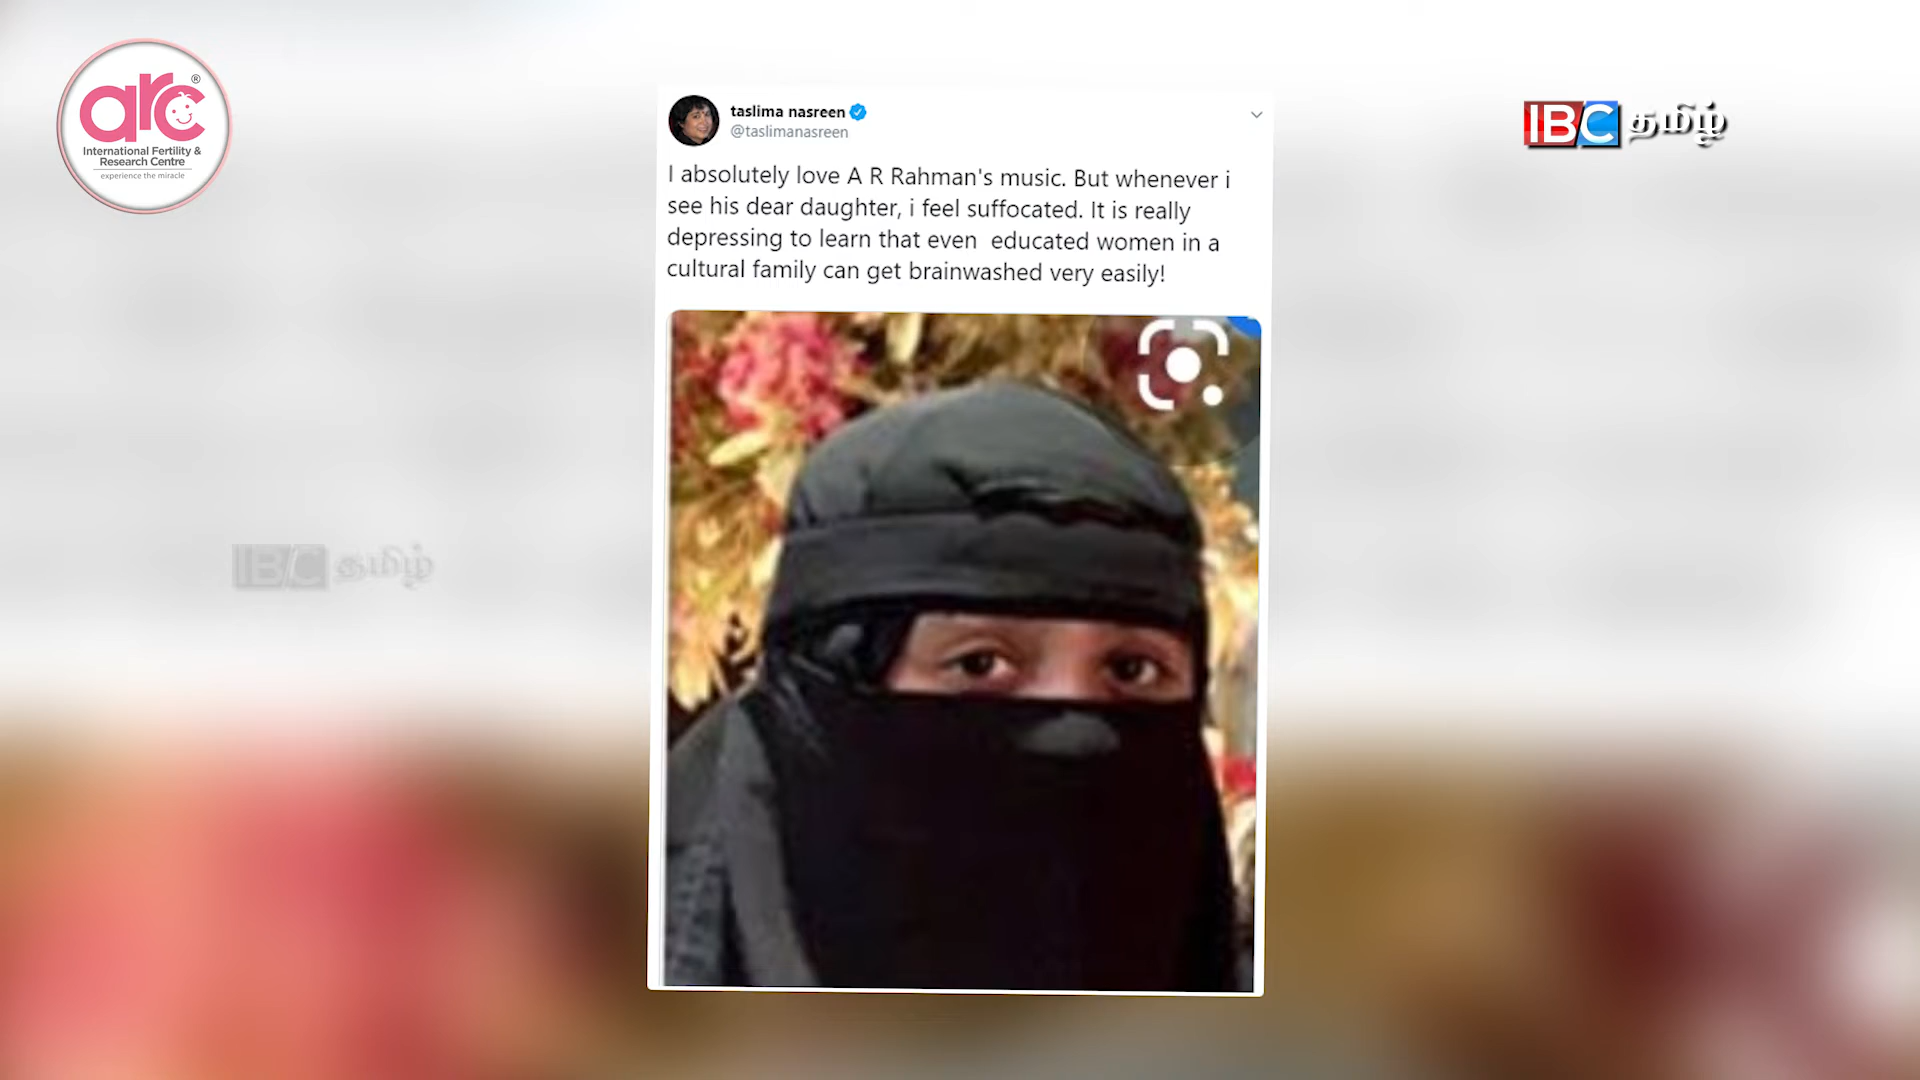 arc®
International Fertility &
Research Centre
experience the miracle
IBC தமிழ்
taslima nasreen
@taslimanasreen
I absolutely love A R Rahman's music. But whenever i
see his dear daughter, i feel suffocated. It is really
depressing to learn that even  educated women in a
cultural family can get brainwashed very easily!
IBC தமிழ்